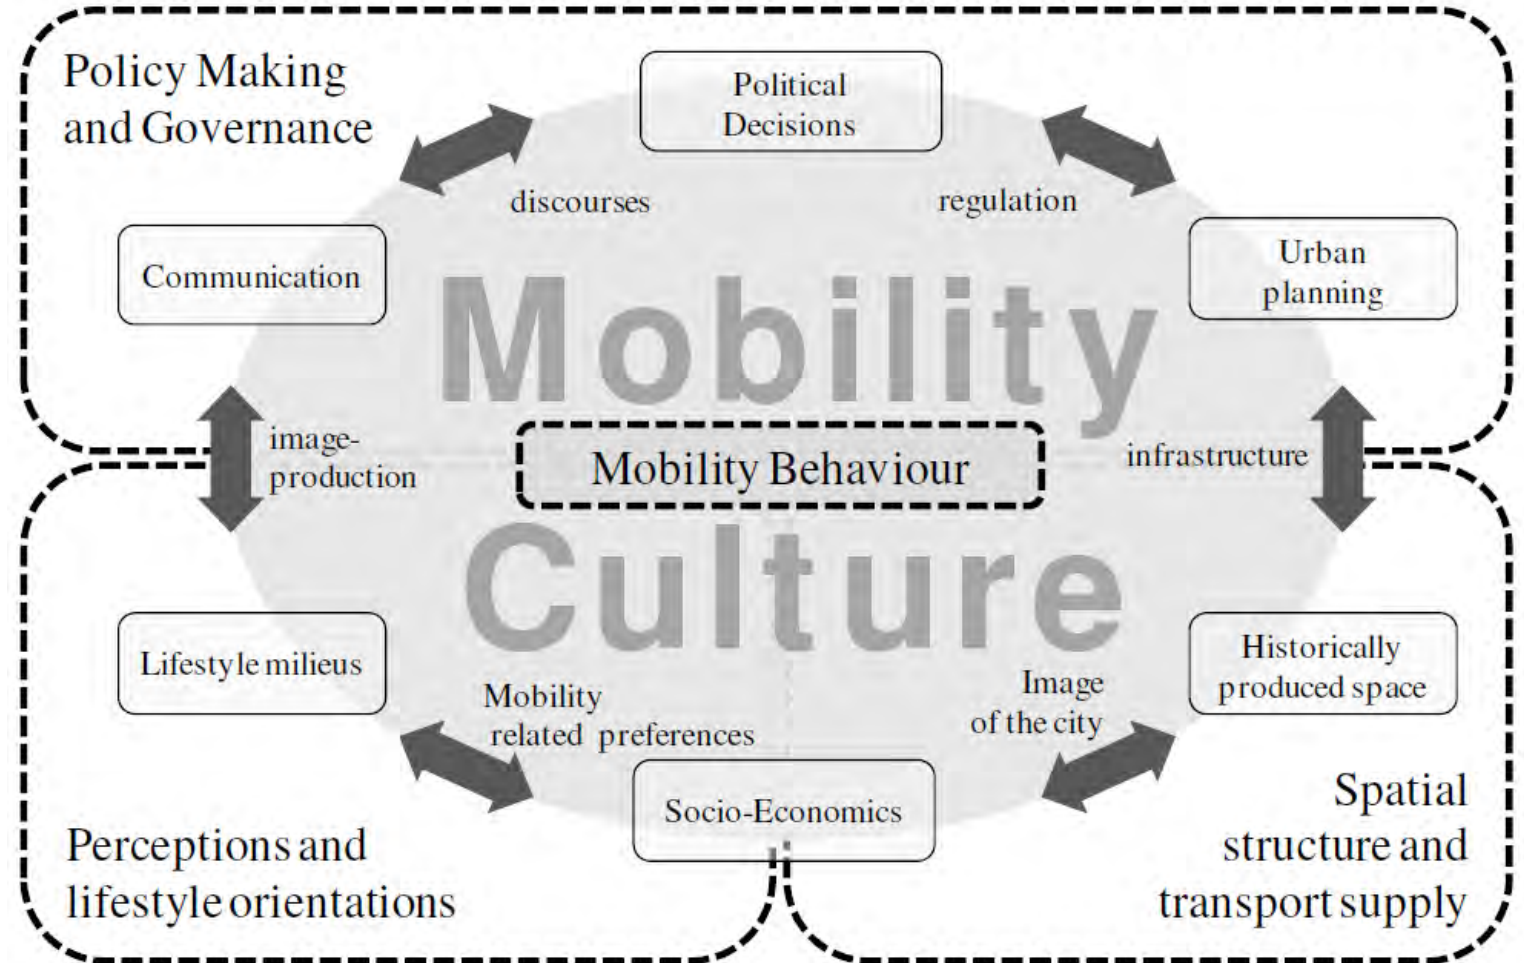 Policy Making
and Governance
Political
Decisions
discourses
regulation
Communication
Urban
planning
Mobility
image-
production
Mobility Behaviour
infrastructure
Culture
Lifestyle milieus
Historically
produced space
Mobility
related preferences
Image
of the city
Socio-Economics
Perceptions and
lifestyle orientations
Spatial
structure and
transport supply